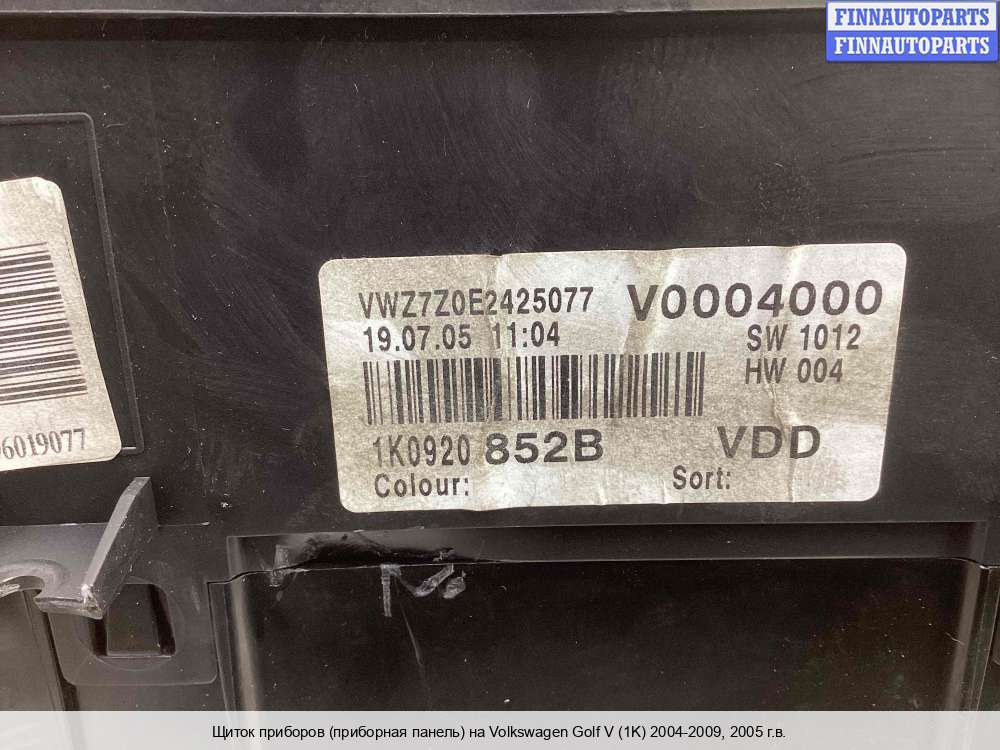 FINNAUTOPARTS
FINNAUTOPARTS
VWZ7Z0E2425077 V0004000
19.07.05 11:04 SW 1012
HW 004
1K0920 852B VDD
Colour: Sort:
96019077
Щиток приборов (приборная панель) на Volkswagen Golf V (1K) 2004-2009, 2005 г.в.